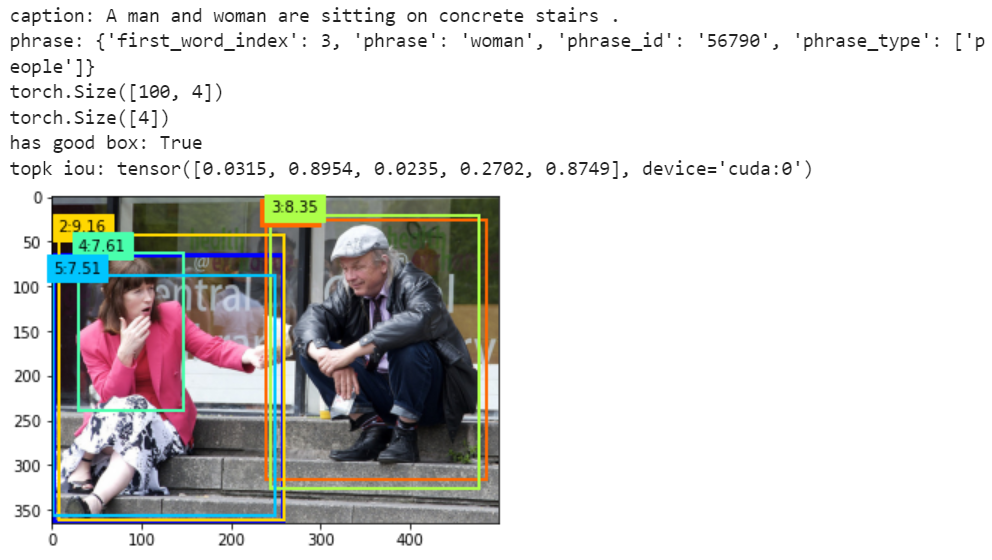 caption: A man and woman are sitting on concrete stairs .
phrase: {'first_word_index': 3, 'phrase': 'woman', 'phrase_id': '56790', 'phrase_type': ['p
eople']}
torch.Size([100, 4])
torch.Size([4])
has good box: True
topk iou: tensor([0.0315, 0.8954, 0.0235, 0.2702, 0.8749], device='cuda:0')
0
3:8.35
2:9.16
50
4:7.61
5:7.51
@
100
entral
150
200
250
300
350
0
100
200
300
400